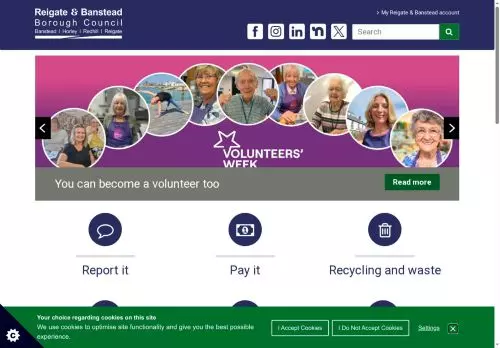 Reigate & Banstead
Borough Council
Banstead | Horley | Redhill | Reigate
> My Reigate & Banstead account
Search
VOLUNTEERS'
WEEK
You can become a volunteer too
Read more
Report it
Pay it
Recycling and waste
Your choice regarding cookies on this site
We use cookies to optimise site functionality and give you the best possible
experience.
I Accept Cookies
I Do Not Accept Cookies
Settings